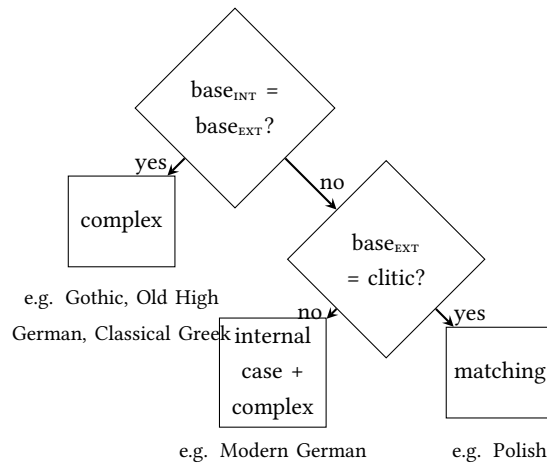 base_INT =
base_EXT?
yes
no
complex
base_EXT
= clitic?
e.g. Gothic, Old High
German, Classical Greek
no
yes
internal
case +
complex
matching
e.g. Modern German
e.g. Polish